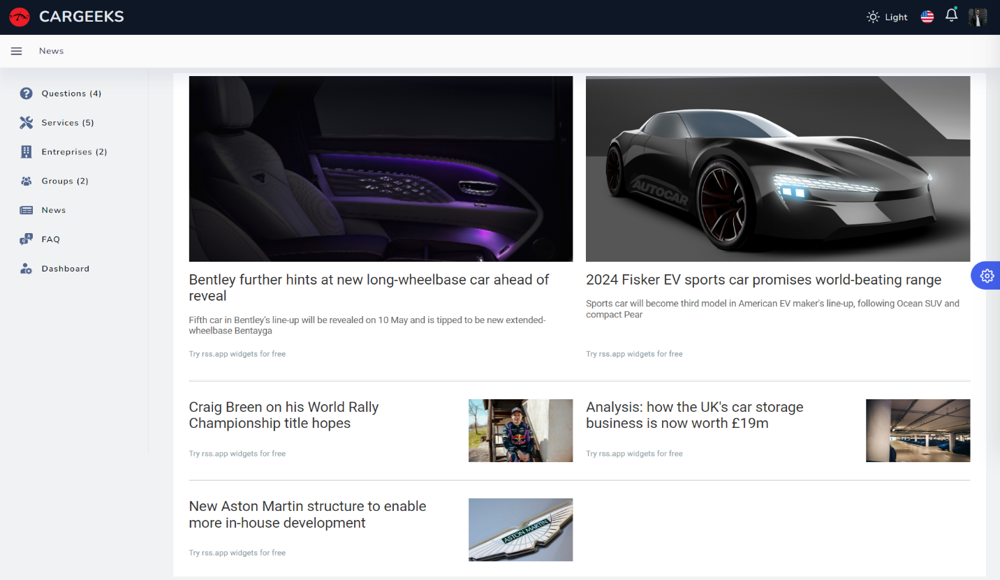 CARGEEKS
Light
News
Questions (4)
Services (5)
Entreprises (2)
Groups (2)
News
FAQ
Dashboard
AUTOCAR
Bentley further hints at new long-wheelbase car ahead of
reveal
Fifth car in Bentley's line-up will be revealed on 10 May and is tipped to be new extended-
wheelbase Bentayga
Try rss.app widgets for free
2024 Fisker EV sports car promises world-beating range
Sports car will become third model in American EV maker's line-up, following Ocean SUV and
compact Pear
Try rss.app widgets for free
Craig Breen on his World Rally
Championship title hopes
Try rss.app widgets for free
Analysis: how the UK's car storage
business is now worth £19m
Try rss.app widgets for free
New Aston Martin structure to enable
more in-house development
Try rss.app widgets for free
ASTON MARTIN